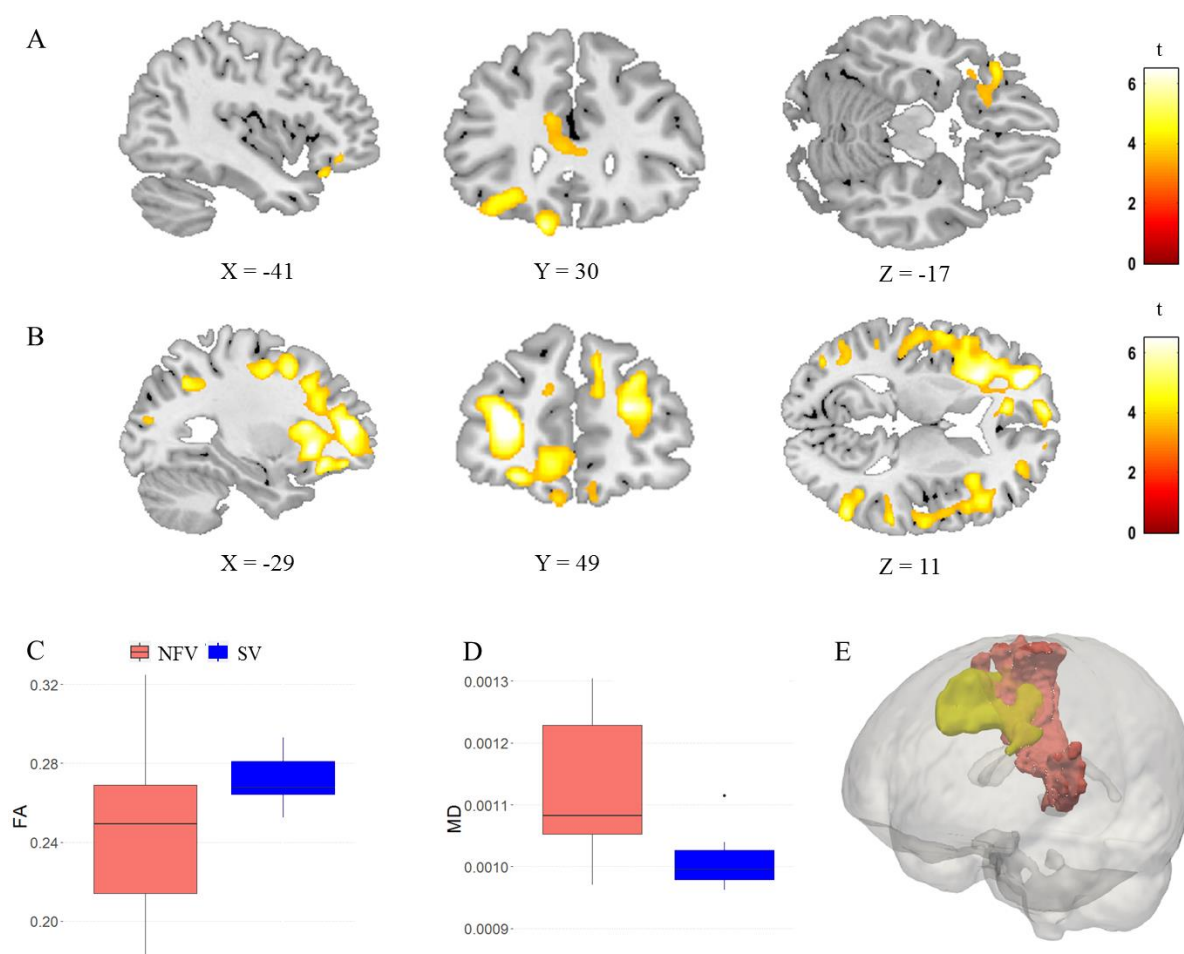 A
t
6
4
2
0
X = -41
Y = 30
Z = -17
B
t
6
4
2
0
X = -29
Y = 49
Z = 11
C
NFV SV
0.32
0.28
0.24
0.20
FA
D
0.0013
0.0012
0.0011
0.0010
0.0009
MD
E